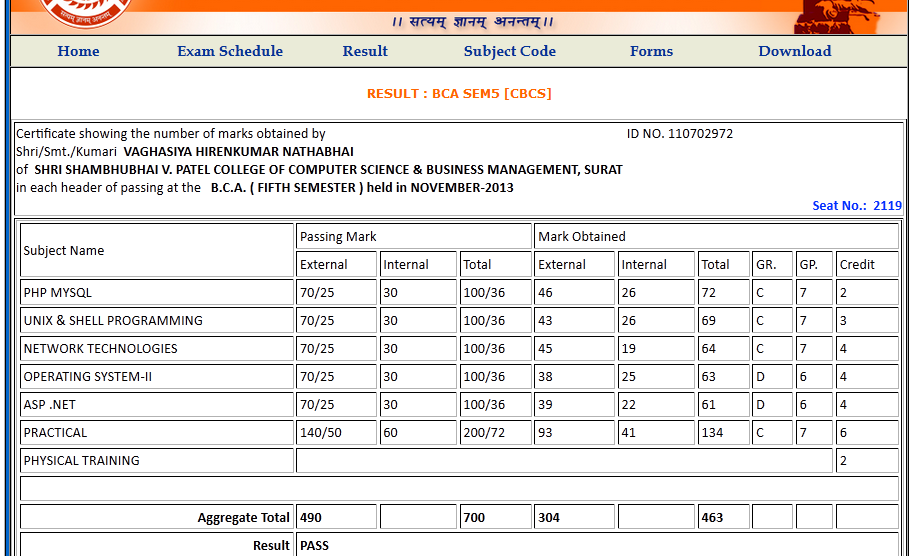 ।। सत्यम् ज्ञानम् अनन्तम्।।
Home Exam Schedule Result Subject Code Forms Download
RESULT : BCA SEM5 [CBCS]
Certificate showing the number of marks obtained by ID NO. 110702972
Shri/Smt./Kumari VAGHASIYA HIRENKUMAR NATHABHAI
of SHRI SHAMBHUBHAI V. PATEL COLLEGE OF COMPUTER SCIENCE & BUSINESS MANAGEMENT, SURAT
in each header of passing at the B.C.A. ( FIFTH SEMESTER ) held in NOVEMBER-2013
Seat No.: 2119
Subject Name Passing Mark Mark Obtained
External Internal Total External Internal Total GR. GP. Credit
PHP MYSQL 70/25 30 100/36 46 26 72 C 7 2
UNIX & SHELL PROGRAMMING 70/25 30 100/36 43 26 69 C 7 3
NETWORK TECHNOLOGIES 70/25 30 100/36 45 19 64 C 7 4
OPERATING SYSTEM-II 70/25 30 100/36 38 25 63 D 6 4
ASP .NET 70/25 30 100/36 39 22 61 D 6 4
PRACTICAL 140/50 60 200/72 93 41 134 C 7 6
PHYSICAL TRAINING 2
Aggregate Total 490 700 304 463
Result PASS